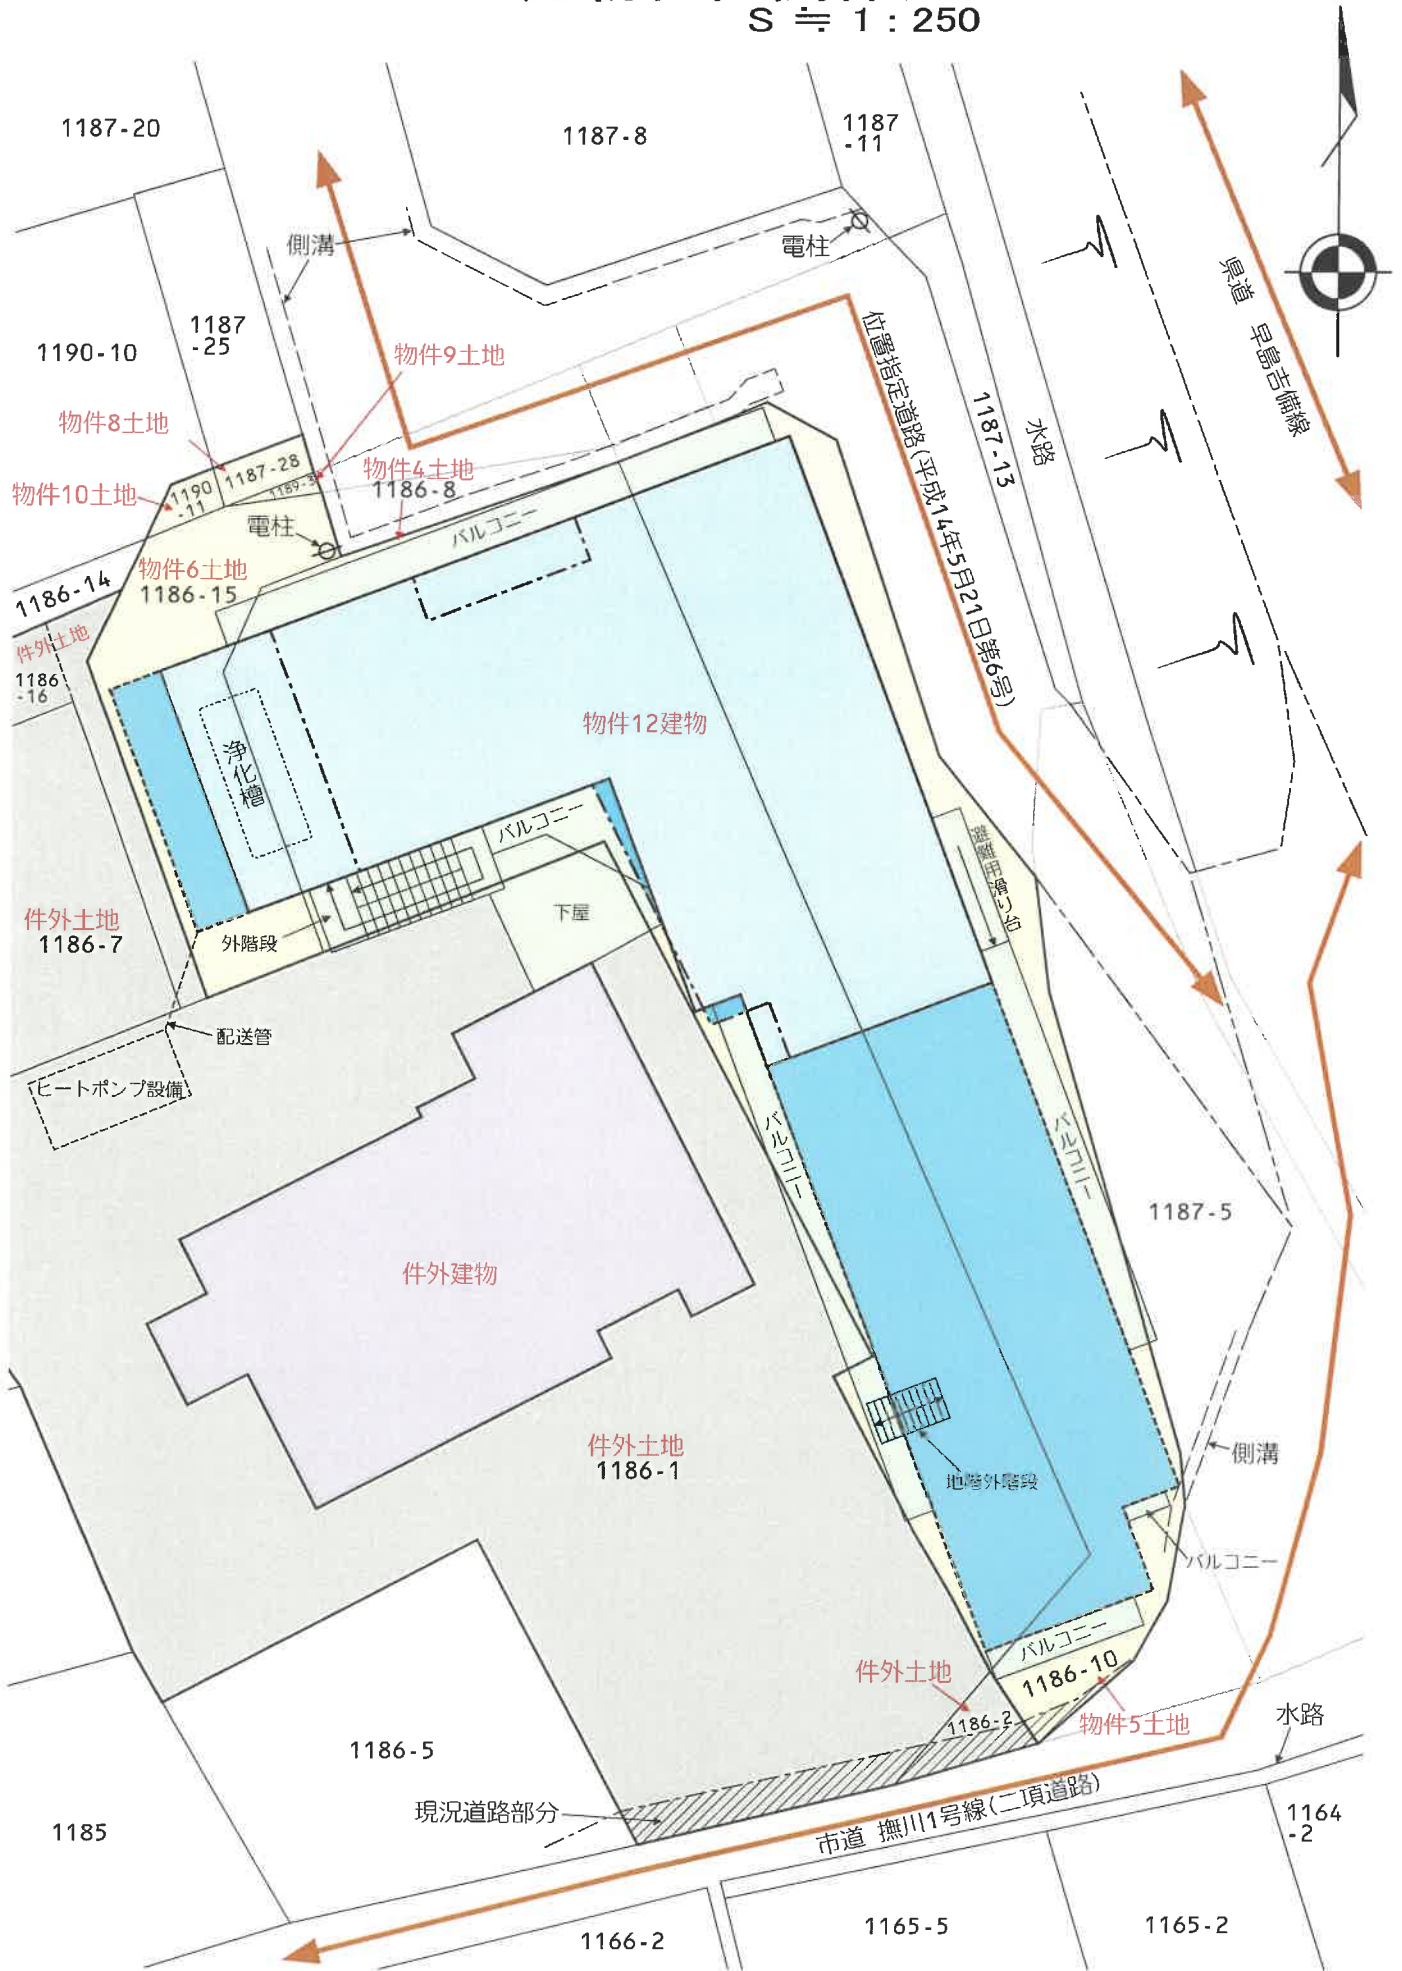 S ≒ 1 : 250
1187-20
1187-8
1187
-11
側溝
電柱
県道 早島吉備線
1187
-25
1190-10
物件9土地
位置指定道路(平成14年5月21日第6号)
1187-13
水路
物件8土地
1187-28
物件4土地
1186-8
1189-3
物件10土地
1190
-11
電柱
バルコニー
物件6土地
1186-15
1186-14
件外土地
1186
-16
物件12建物
浄化槽
バルコニー
避難用滑り台
下屋
件外土地
1186-7
外階段
配送管
ヒートポンプ設備
バルコニー
バルコニー
1187-5
件外建物
件外土地
1186-1
側溝
地階外階段
バルコニー
バルコニー
件外土地
1186-10
1186-2
物件5土地
水路
1186-5
現況道路部分
市道 撫川1号線(二項道路)
1164
-2
1185
1166-2
1165-5
1165-2